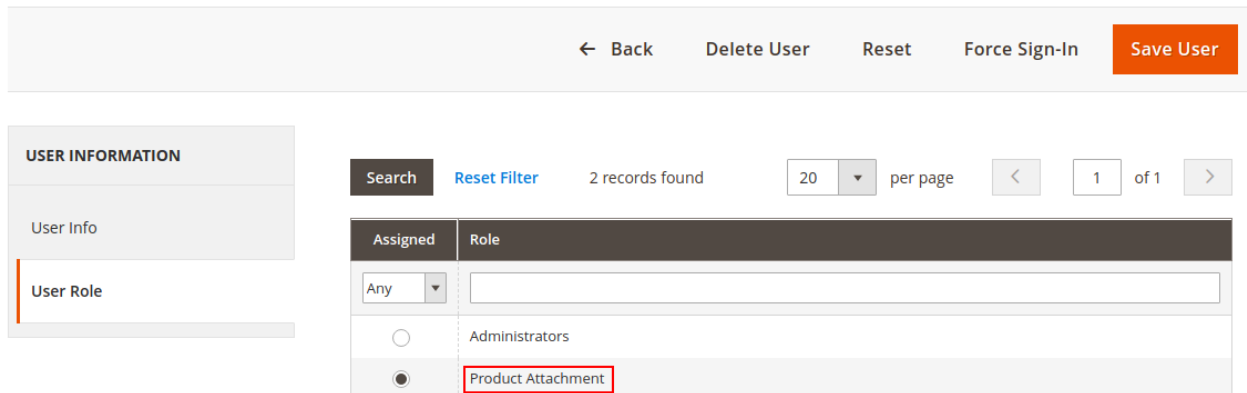 ← Back Delete User Reset Force Sign-In Save User
USER INFORMATION
User Info
User Role
Search Reset Filter 2 records found 20 per page 1 of 1
Assigned Role
Any
Administrators
Product Attachment